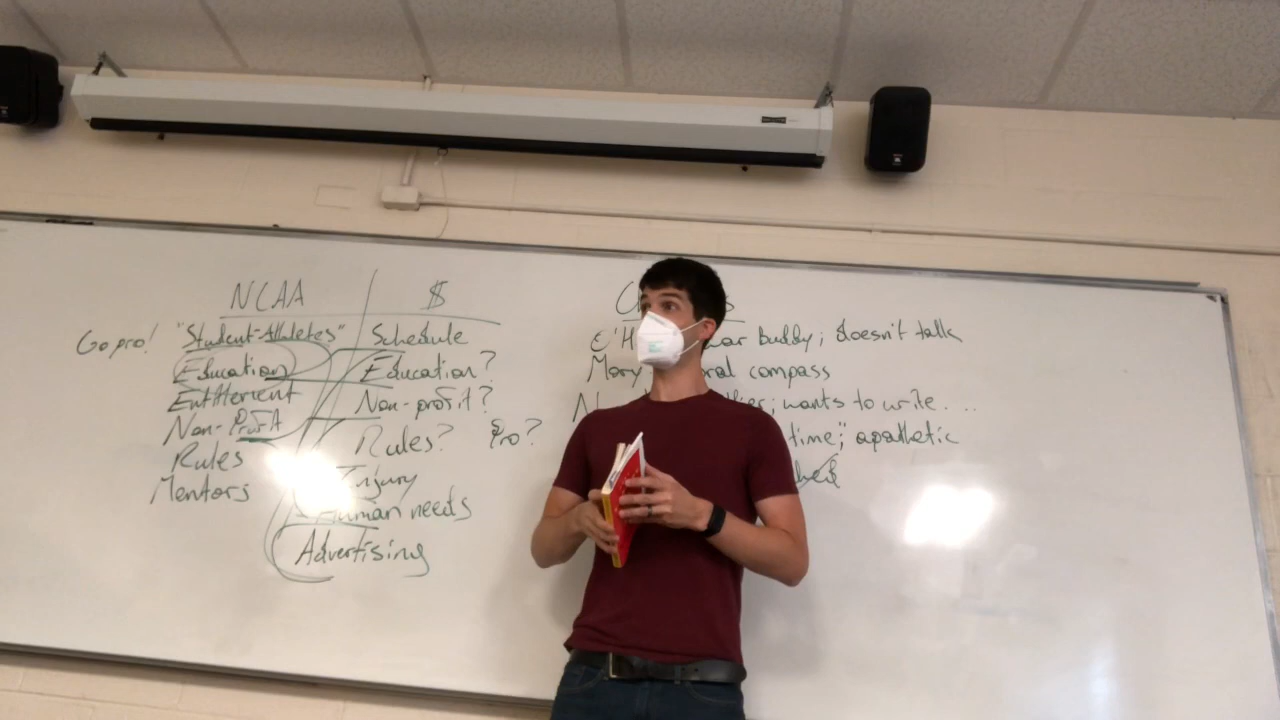 NCAA
$
Go pro!
"Student-Athletes"
Education
Entitlement
Non-Profit
Rules
Mentors
Schedule
Education?
Non-profit?
Rules? Pro?
Injury
Human needs
Advertising
buddy; doesn't talk
Mary
compass
wants to write...
time;" apathetic